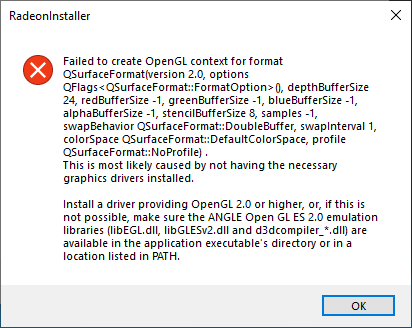 RadeonInstaller
Failed to create OpenGL context for format
QSurfaceFormat(version 2.0, options
QFlags<QSurfaceFormat::FormatOption>(), depthBufferSize
24, redBufferSize -1, greenBufferSize -1, blueBufferSize -1,
alphaBufferSize -1, stencilBufferSize 8, samples -1,
swapBehavior QSurfaceFormat::DoubleBuffer, swapInterval 1,
colorSpace QSurfaceFormat::DefaultColorSpace, profile
QSurfaceFormat::NoProfile) .
This is most likely caused by not having the necessary
graphics drivers installed.
Install a driver providing OpenGL 2.0 or higher, or, if this is
not possible, make sure the ANGLE Open GL ES 2.0 emulation
libraries (libEGL.dll, libGLESv2.dll and d3dcompiler_*.dll) are
available in the application executable's directory or in a
location listed in PATH.
OK